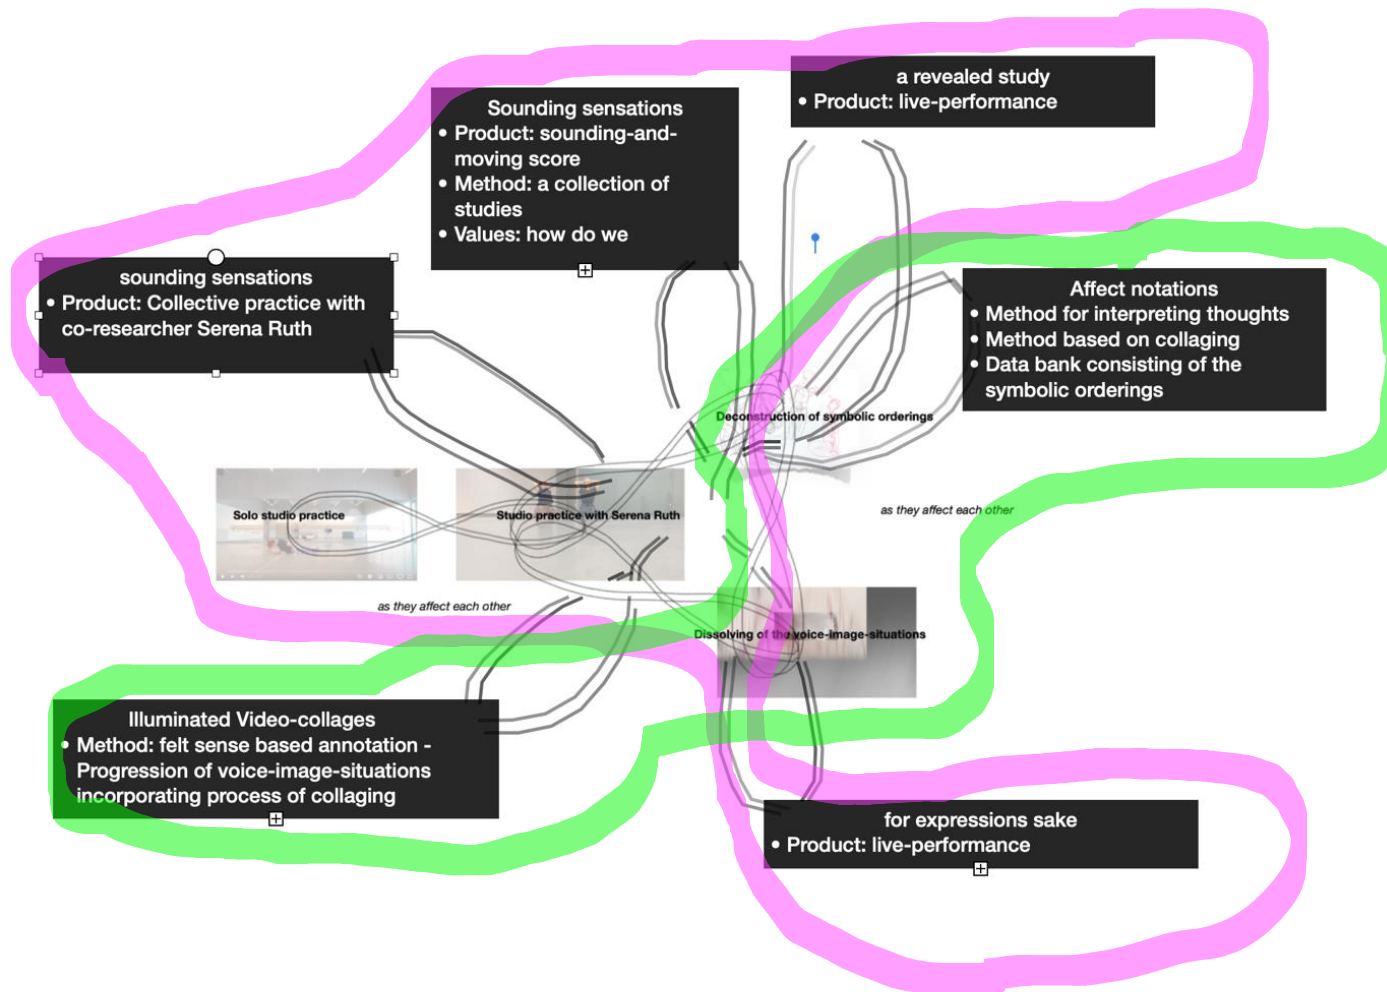 a revealed study
• Product: live-performance
Sounding sensations
• Product: sounding-and-
moving score
• Method: a collection of
studies
• Values: how do we
sounding sensations
• Product: Collective practice with
co-researcher Serena Ruth
Affect notations
• Method for interpreting thoughts
• Method based on collaging
• Data bank consisting of the
symbolic orderings
Deconstruction of symbolic orderings
Solo studio practice
Studio practice with Serena Ruth
as they affect each other
as they affect each other
Dissolving of the voice-image-situations
Illuminated Video-collages
• Method: felt sense based annotation -
Progression of voice-image-situations
incorporating process of collaging
for expressions sake
• Product: live-performance